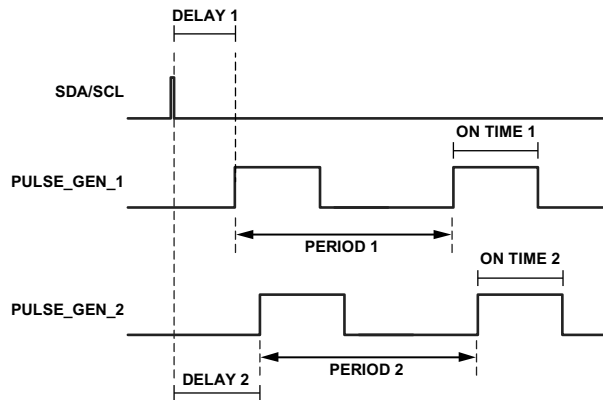 DELAY 1
SDA/SCL
ON TIME 1
PULSE_GEN_1
PERIOD 1
ON TIME 2
PULSE_GEN_2
PERIOD 2
DELAY 2